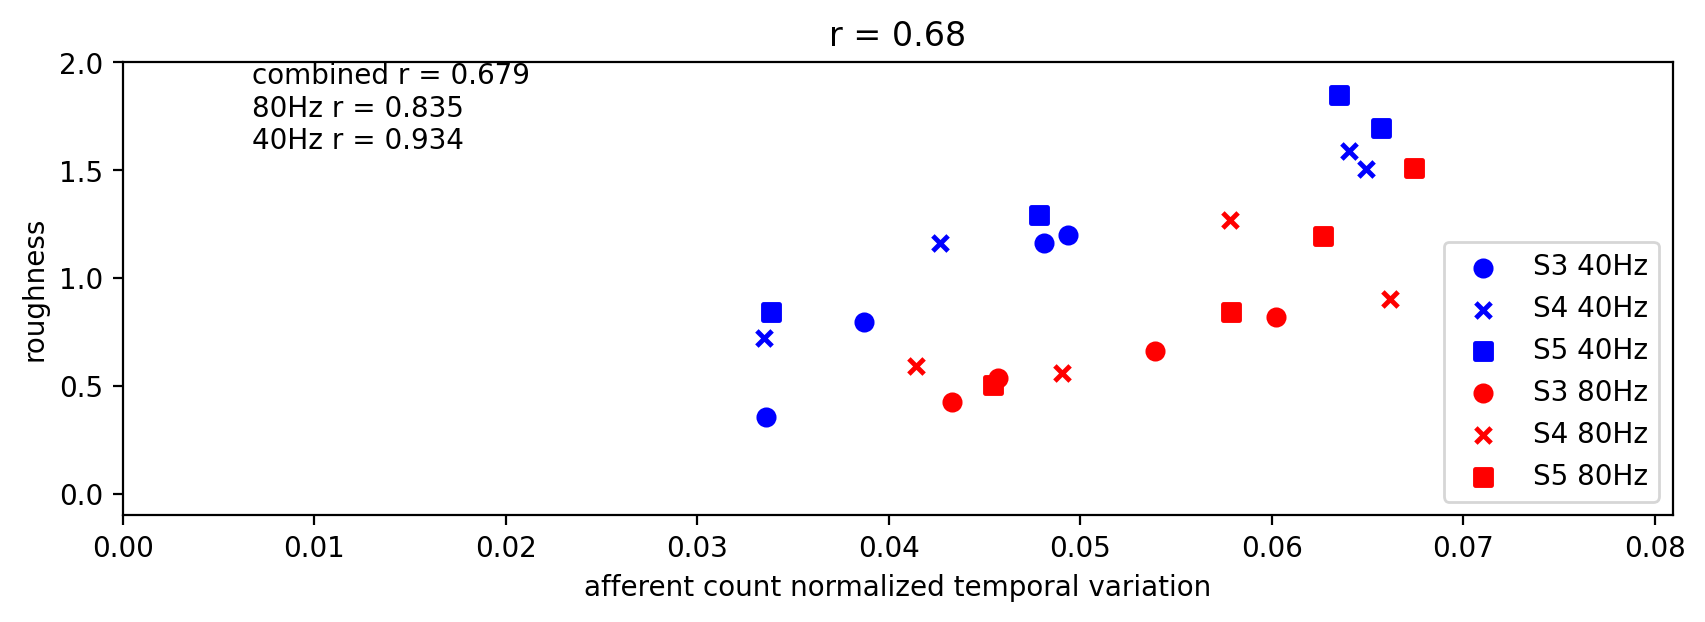 r = 0.68
combined r = 0.679
80Hz r = 0.835
40Hz r = 0.934
2.0
1.5
1.0
0.5
0.0
roughness
S3 40Hz
S4 40Hz
S5 40Hz
S3 80Hz
S4 80Hz
S5 80Hz
0.00 0.01 0.02 0.03 0.04 0.05 0.06 0.07 0.08
afferent count normalized temporal variation